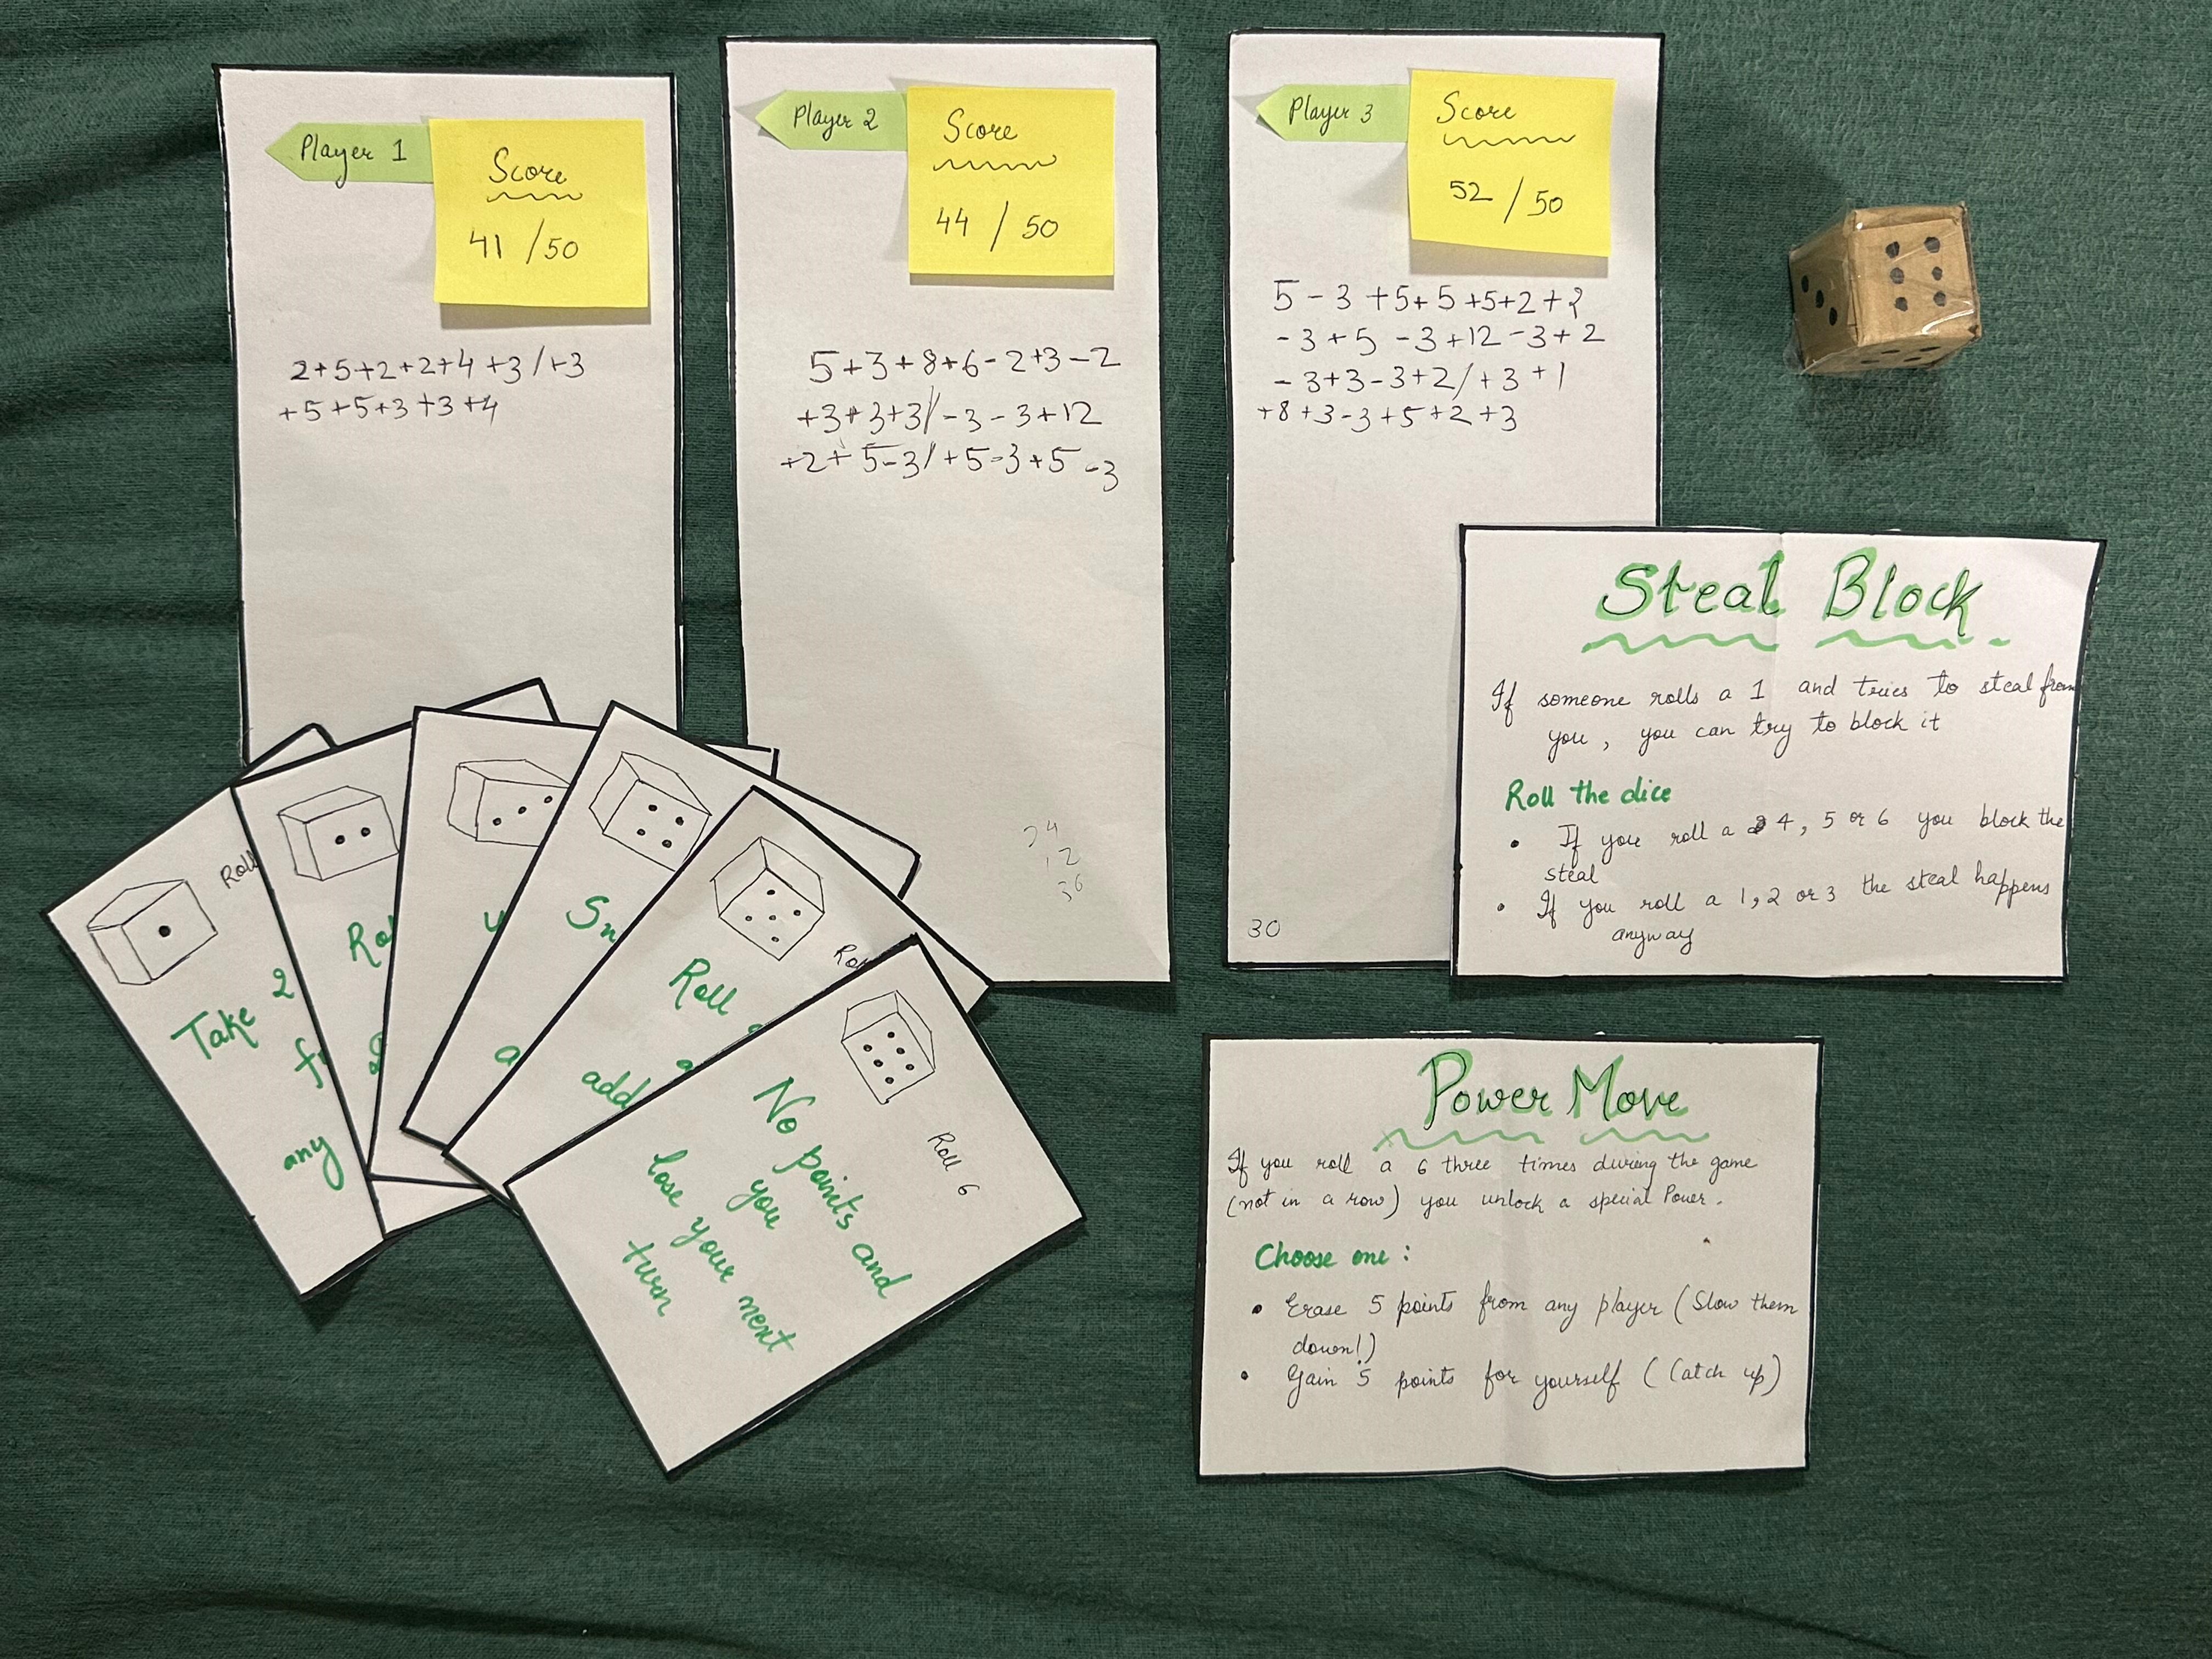 Player 1
Score
41 /50
2+5+2+2+4+3/+3
+5+5+3+3+4
Player 2
Score
44 / 50
5+3+8+6-2+3-2
+3+3+3/-3-3+12
+2+5-3/+5-3+5-3
34
12
36
Player 3
Score
52 / 50
5-3+5+5+5+2+2
-3+5-3+12-3+2
-3+3-3+2/+3+1
+8+3-3+5+2+3
30
Steal Block
If someone rolls a 1 and tries to steal from
you, you can try to block it
Roll the dice
• If you roll a 4, 5 or 6 you block the
steal
• If you roll a 1, 2 or 3 the steal happens
anyway
Power Move
If you roll a 6 three times during the game
(not in a row) you unlock a special Power.
Choose one:
• Erase 5 points from any player (Slow them
down!)
• Gain 5 points for yourself (Catch up)
Roll
Take 2
any
Roll
add
Roll 6
No points and
you
lose your next
turn